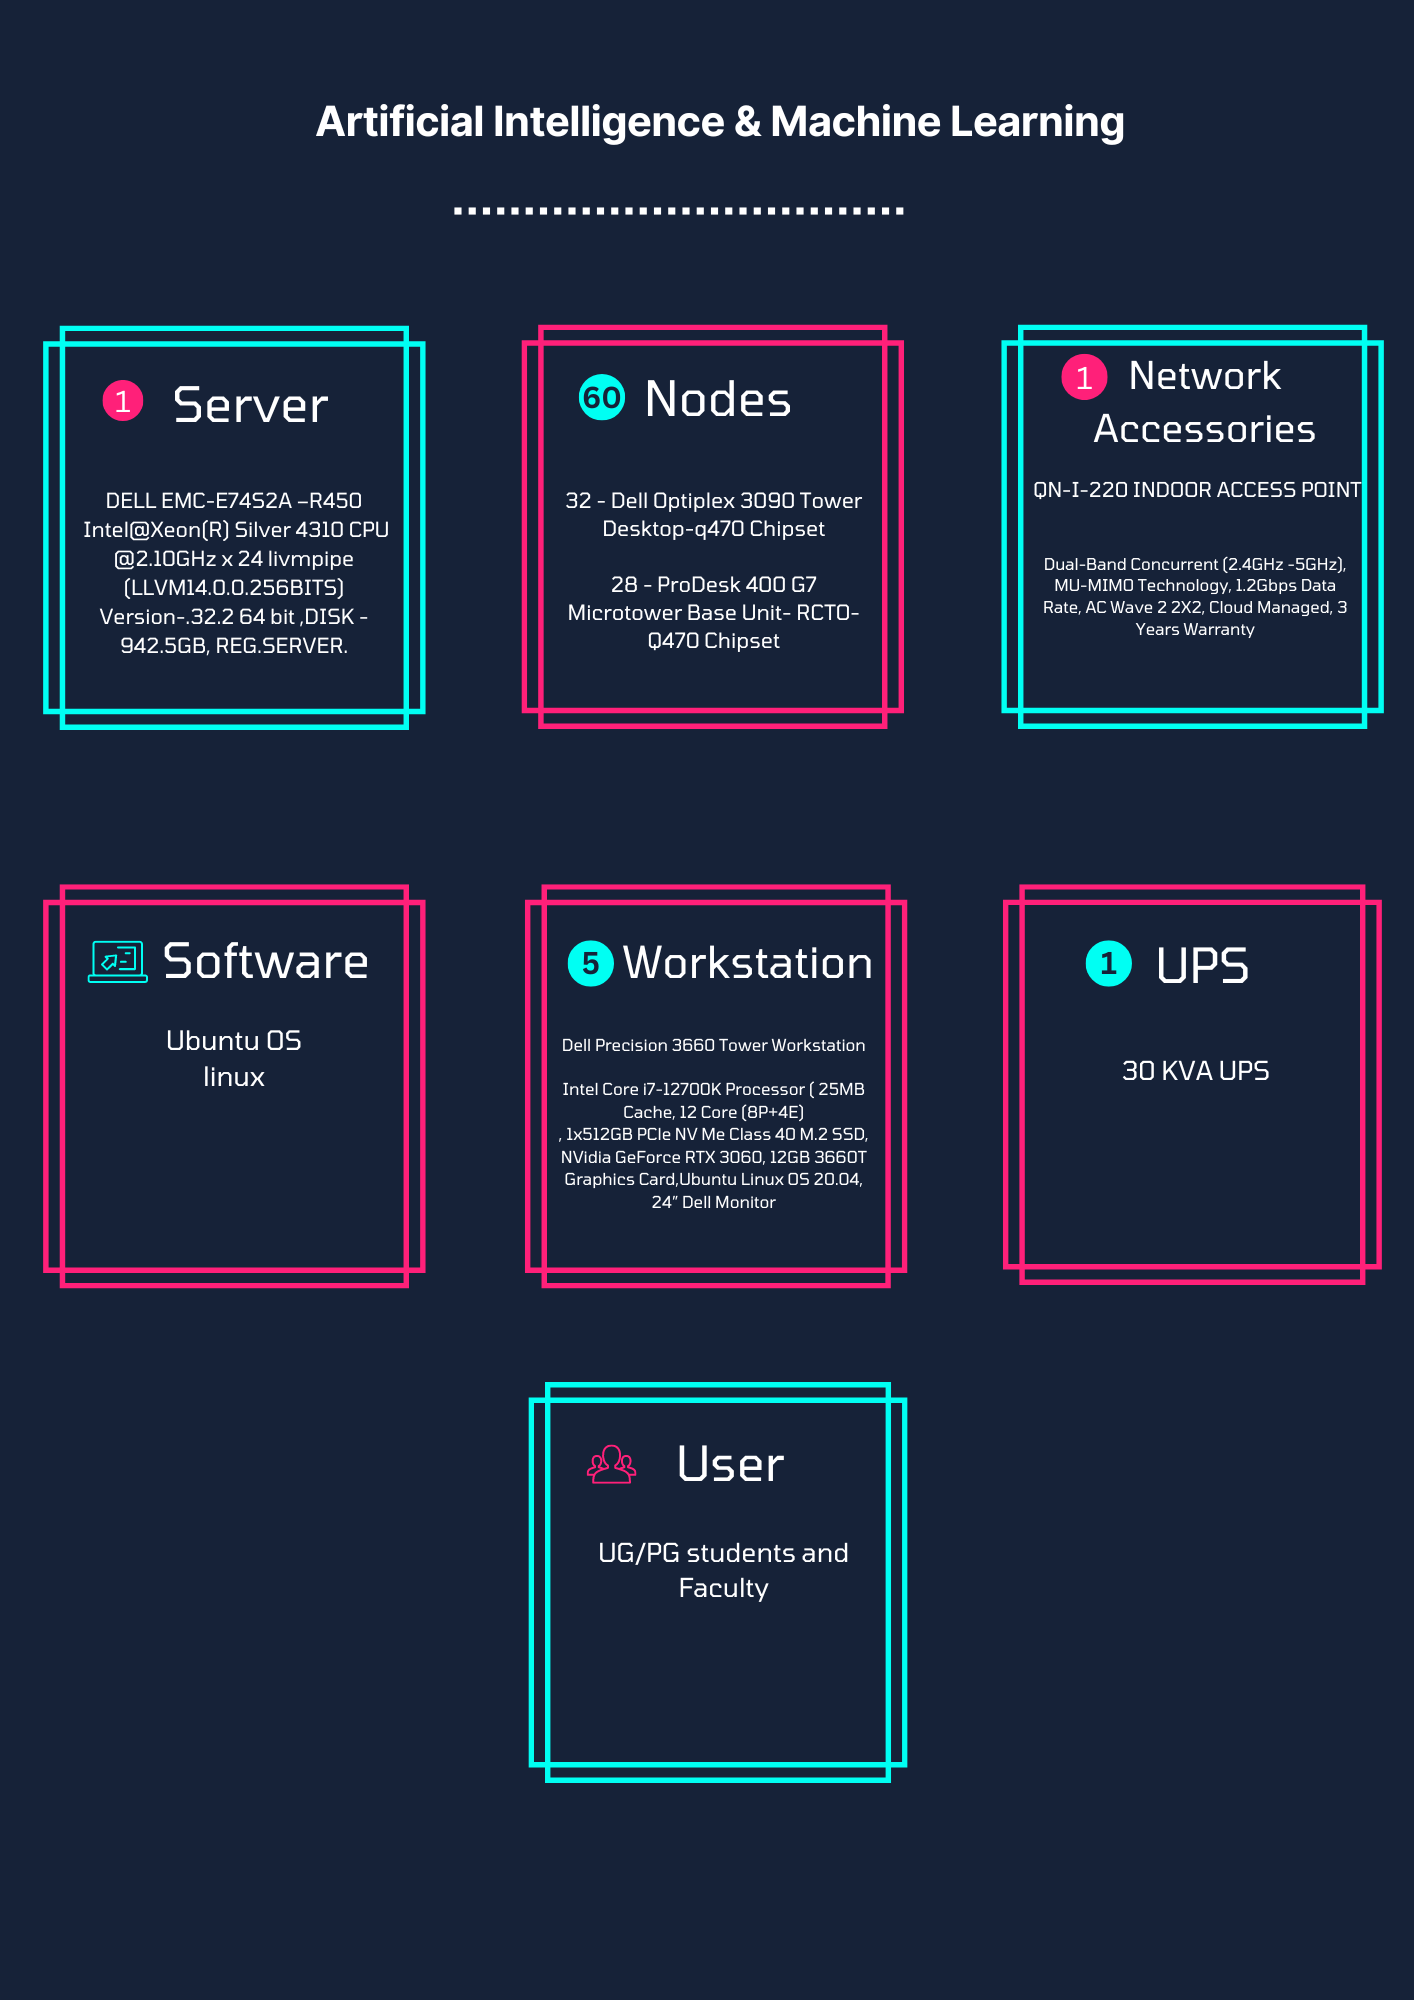 Artificial Intelligence & Machine Learning
1 Server
DELL EMC-E74S2A –R450
Intel@Xeon(R) Silver 4310 CPU
@2.10GHz x 24 livmpipe
(LLVM14.0.0.256BITS)
Version-.32.2 64 bit ,DISK -
942.5GB, REG.SERVER.
60 Nodes
32 - Dell Optiplex 3090 Tower
Desktop-q470 Chipset
28 - ProDesk 400 G7
Microtower Base Unit- RCTO-
Q470 Chipset
1 Network
Accessories
QN-I-220 INDOOR ACCESS POINT
Dual-Band Concurrent (2.4GHz -5GHz),
MU-MIMO Technology, 1.2Gbps Data
Rate, AC Wave 2 2X2, Cloud Managed, 3
Years Warranty
Software
Ubuntu OS
linux
5 Workstation
Dell Precision 3660 Tower Workstation
Intel Core i7-12700K Processor ( 25MB
Cache, 12 Core (8P+4E)
, 1x512GB PCIe NV Me Class 40 M.2 SSD,
NVidia GeForce RTX 3060, 12GB 3660T
Graphics Card,Ubuntu Linux OS 20.04,
24" Dell Monitor
1 UPS
30 KVA UPS
User
UG/PG students and
Faculty